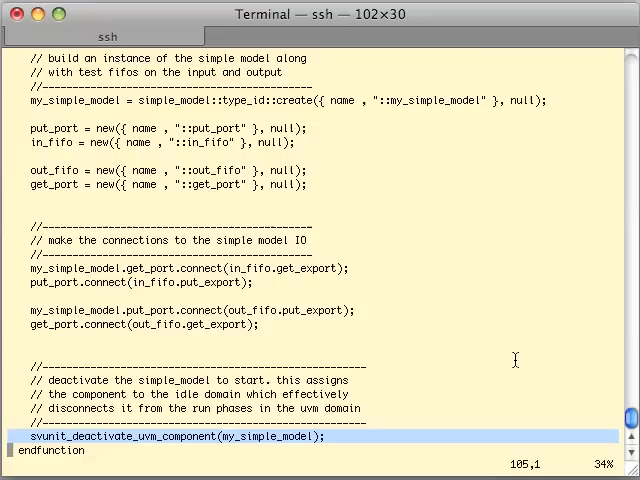 Terminal — ssh — 102×30
ssh
// build an instance of the simple model along
// with test fifos on the input and output
//-----------------------------------------
my_simple_model = simple_model::type_id::create({ name , "::my_simple_model" }, null);
put_port = new({ name , "::put_port" }, null);
in_fifo = new({ name , "::in_fifo" }, null);
out_fifo = new({ name , "::out_fifo" }, null);
get_port = new({ name , "::get_port" }, null);
//-----------------------------------------
// make the connections to the simple model IO
//-----------------------------------------
my_simple_model.get_port.connect(in_fifo.get_export);
put_port.connect(in_fifo.put_export);
my_simple_model.put_port.connect(out_fifo.put_export);
get_port.connect(out_fifo.get_export);
//--------------------------------------------------
// deactivate the simple_model to start. this assigns
// the component to the idle domain which effectively
// disconnects it from the run phases in the uvm domain
//--------------------------------------------------
svunit_deactivate_uvm_component(my_simple_model);
endfunction
105,1 34%